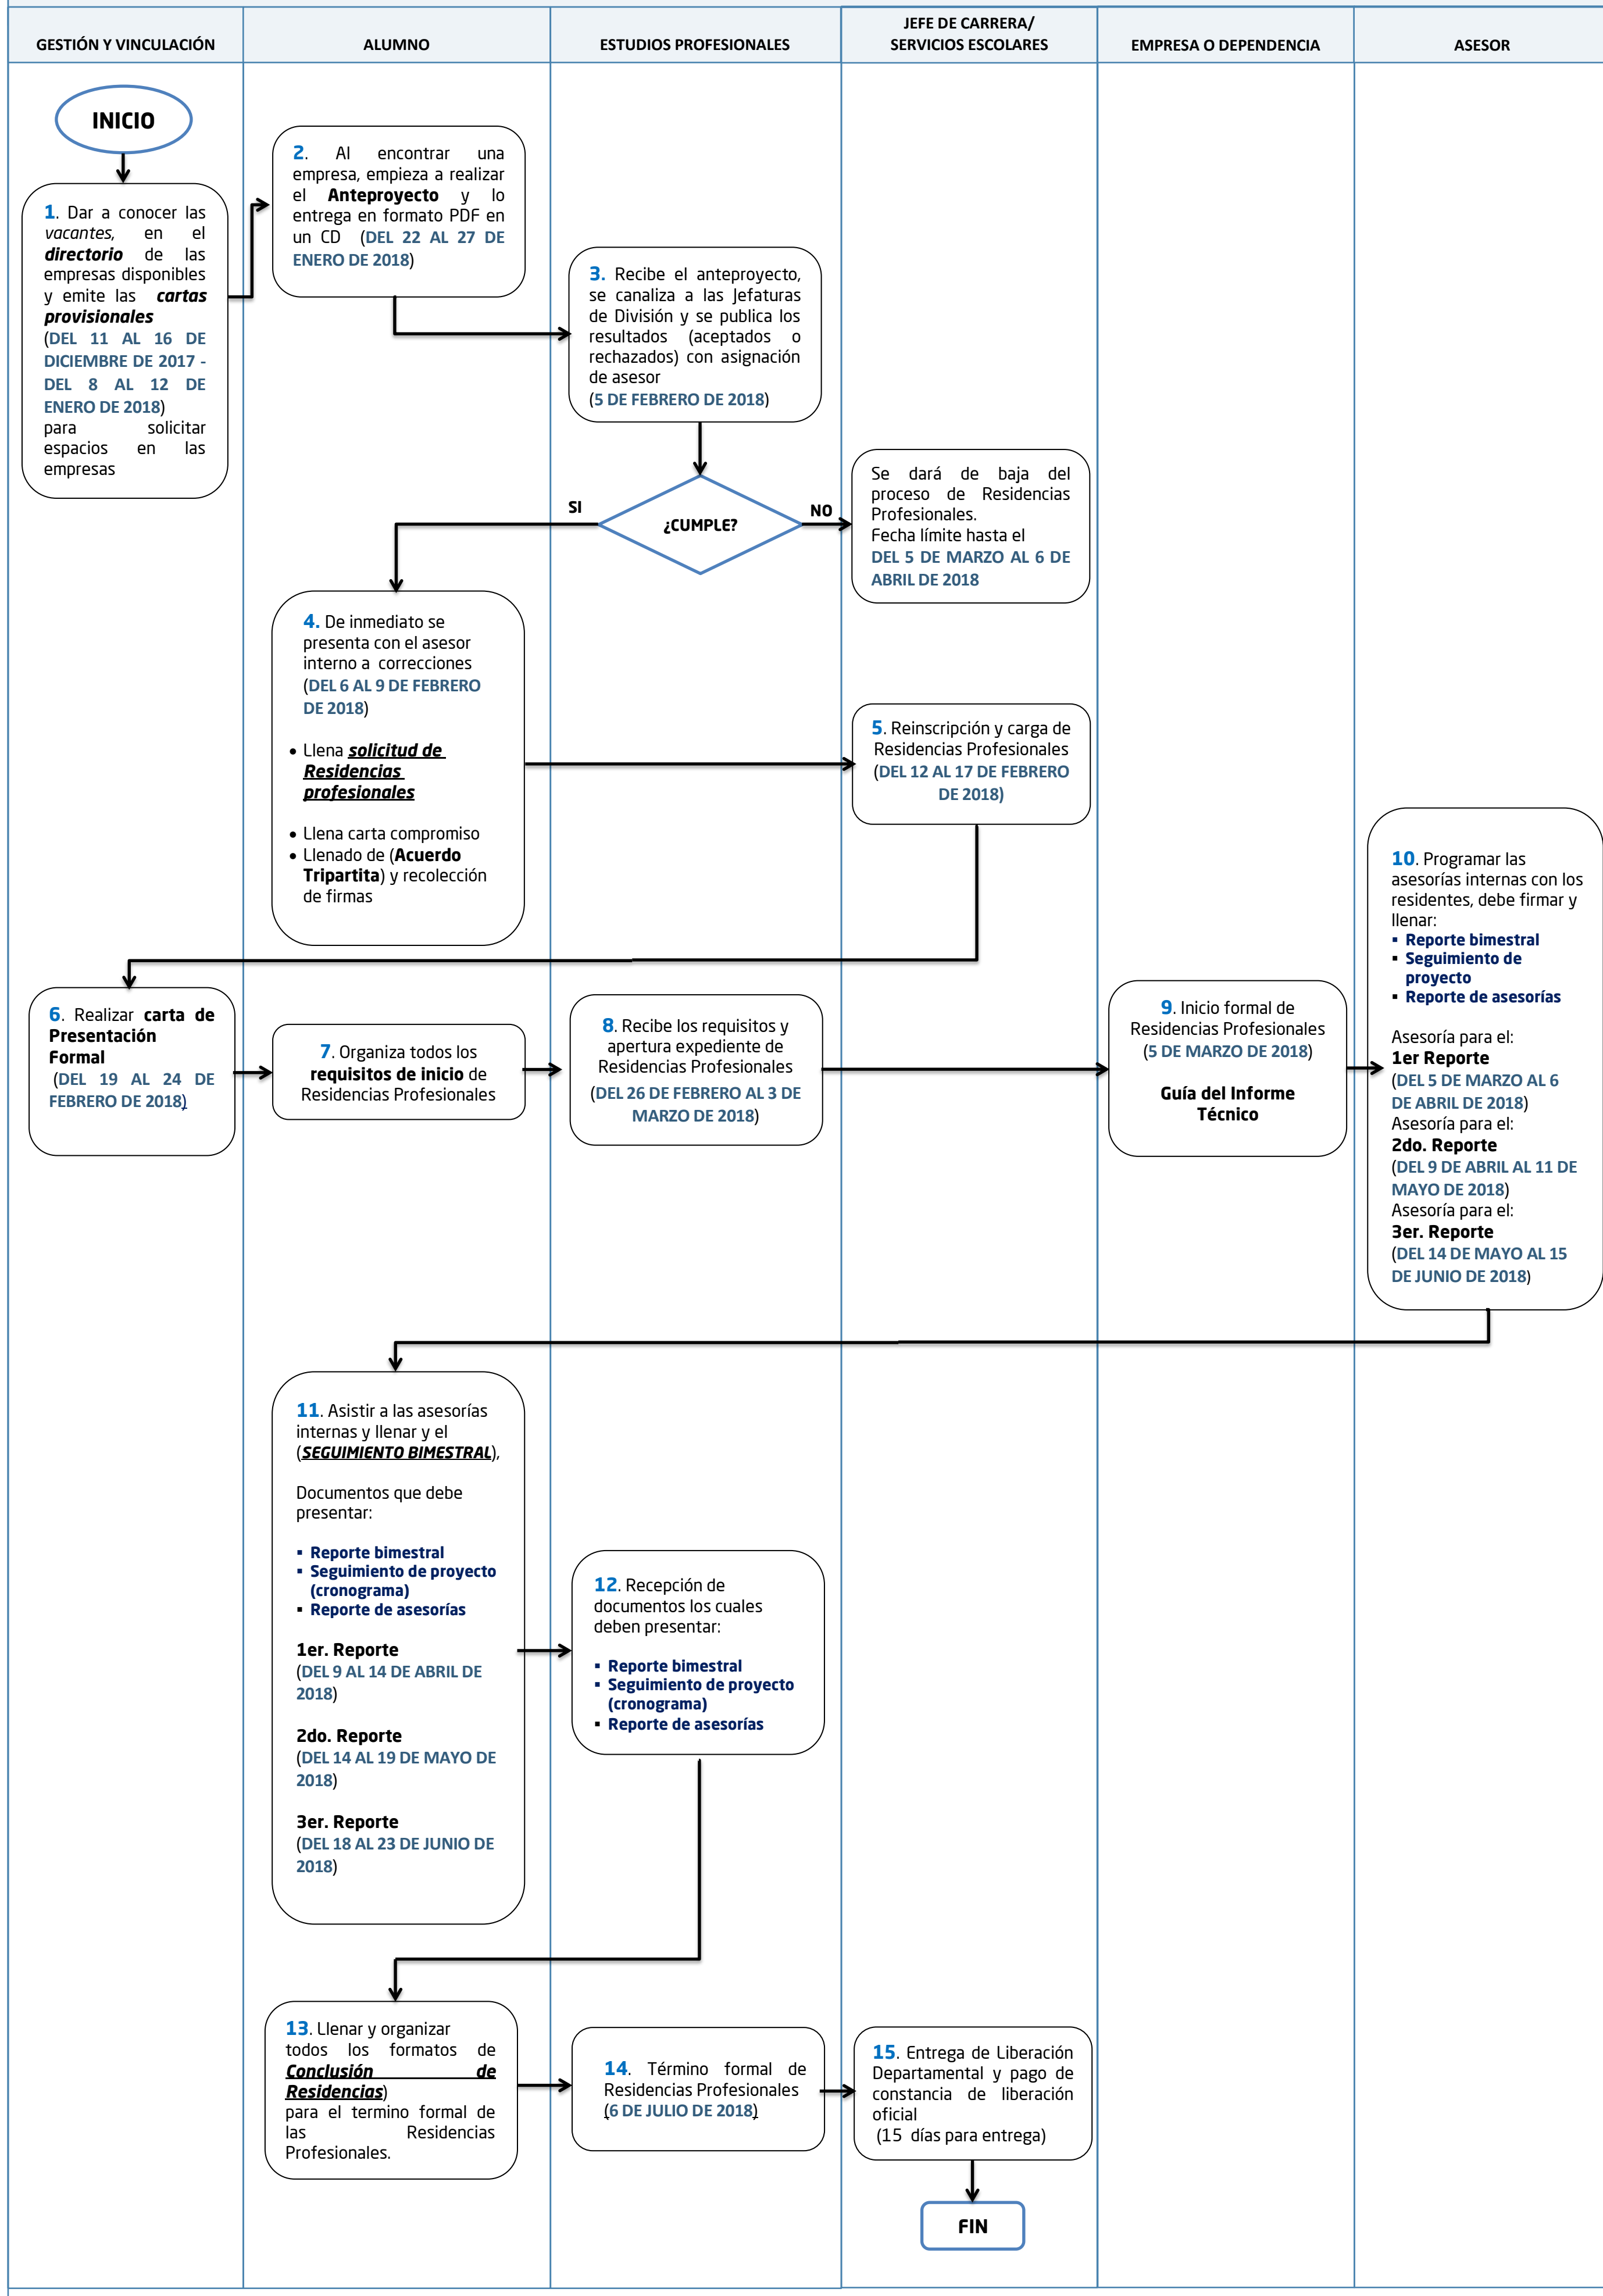 GESTIÓN Y VINCULACIÓN
ALUMNO
ESTUDIOS PROFESIONALES
JEFE DE CARRERA/
SERVICIOS ESCOLARES
EMPRESA O DEPENDENCIA
ASESOR
INICIO
1. Dar a conocer las
vacantes, en el
directorio de las
empresas disponibles
y emite las cartas
provisionales
(DEL 11 AL 16 DE
DICIEMBRE DE 2017 -
DEL 8 AL 12 DE
ENERO DE 2018)
para solicitar
espacios en las
empresas
2. Al encontrar una
empresa, empieza a realizar
el Anteproyecto y lo
entrega en formato PDF en
un CD (DEL 22 AL 27 DE
ENERO DE 2018)
3. Recibe el anteproyecto,
se canaliza a las Jefaturas
de División y se publica los
resultados (aceptados o
rechazados) con asignación
de asesor
(5 DE FEBRERO DE 2018)
¿CUMPLE?
SI
NO
Se dará de baja del
proceso de Residencias
Profesionales.
Fecha límite hasta el
DEL 5 DE MARZO AL 6 DE
ABRIL DE 2018
4. De inmediato se
presenta con el asesor
interno a correcciones
(DEL 6 AL 9 DE FEBRERO
DE 2018)
• Llena solicitud de
Residencias
profesionales
• Llena carta compromiso
• Llenado de (Acuerdo
Tripartita) y recolección
de firmas
5. Reinscripción y carga de
Residencias Profesionales
(DEL 12 AL 17 DE FEBRERO
DE 2018)
6. Realizar carta de
Presentación
Formal
(DEL 19 AL 24 DE
FEBRERO DE 2018)
7. Organiza todos los
requisitos de inicio de
Residencias Profesionales
8. Recibe los requisitos y
apertura expediente de
Residencias Profesionales
(DEL 26 DE FEBRERO AL 3 DE
MARZO DE 2018)
9. Inicio formal de
Residencias Profesionales
(5 DE MARZO DE 2018)
Guía del Informe
Técnico
10. Programar las
asesorías internas con los
residentes, debe firmar y
llenar:
▪ Reporte bimestral
▪ Seguimiento de
proyecto
▪ Reporte de asesorías
Asesoría para el:
1er Reporte
(DEL 5 DE MARZO AL 6
DE ABRIL DE 2018)
Asesoría para el:
2do. Reporte
(DEL 9 DE ABRIL AL 11 DE
MAYO DE 2018)
Asesoría para el:
3er. Reporte
(DEL 14 DE MAYO AL 15
DE JUNIO DE 2018)
11. Asistir a las asesorías
internas y llenar y el
(SEGUIMIENTO BIMESTRAL),
Documentos que debe
presentar:
▪ Reporte bimestral
▪ Seguimiento de proyecto
(cronograma)
▪ Reporte de asesorías
1er. Reporte
(DEL 9 AL 14 DE ABRIL DE
2018)
2do. Reporte
(DEL 14 AL 19 DE MAYO DE
2018)
3er. Reporte
(DEL 18 AL 23 DE JUNIO DE
2018)
12. Recepción de
documentos los cuales
deben presentar:
▪ Reporte bimestral
▪ Seguimiento de proyecto
(cronograma)
▪ Reporte de asesorías
13. Llenar y organizar
todos los formatos de
Conclusión de
Residencias)
para el termino formal de
las Residencias
Profesionales.
14. Término formal de
Residencias Profesionales
(6 DE JULIO DE 2018)
15. Entrega de Liberación
Departamental y pago de
constancia de liberación
oficial
(15 días para entrega)
FIN